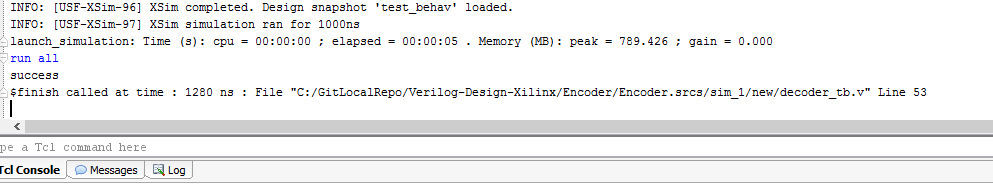 INFO: [USF-XSim-96] XSim completed. Design snapshot 'test_behav' loaded.
INFO: [USF-XSim-97] XSim simulation ran for 1000ns
launch_simulation: Time (s): cpu = 00:00:00 ; elapsed = 00:00:05 . Memory (MB): peak = 789.426 ; gain = 0.000
run all
success
$finish called at time : 1280 ns : File "C:/GitLocalRepo/Verilog-Design-Xilinx/Encoder/Encoder.srcs/sim_1/new/decoder_tb.v" Line 53
pe a Tcl command here
Tcl Console Messages Log